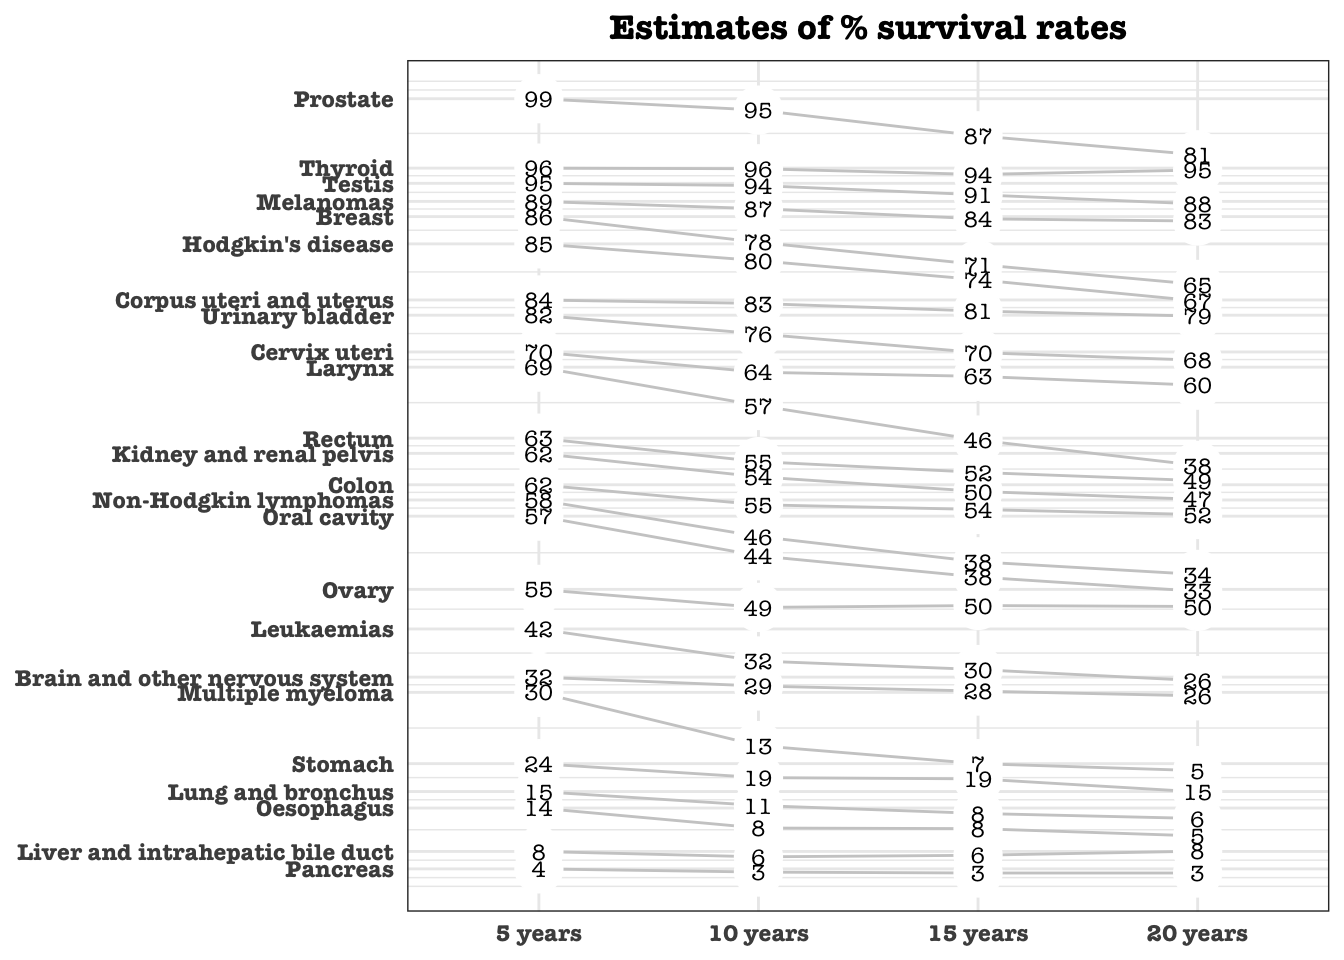 Estimates of % survival rates
Prostate 99 95 87 81
Thyroid 96 96 94 95
Testis 95 94 91 88
Melanomas 89 87 84 83
Breast 86 78 71 65
Hodgkin's disease 85 80 74 67
Corpus uteri and uterus 84 83 81 79
Urinary bladder 82 76 70 68
Cervix uteri 70 64 63 60
Larynx 69 57 46 38
Rectum 63 55 52 49
Kidney and renal pelvis 62 54 50 47
Colon 62 55 54 52
Non-Hodgkin lymphomas 58 46 38 34
Oral cavity 57 44 38 33
Ovary 55 49 50 50
Leukaemias 42 32 30 26
Brain and other nervous system 32 29 28 26
Multiple myeloma 30 13 7 5
Stomach 24 19 19 15
Lung and bronchus 15 11 8 6
Oesophagus 14 8 8 5
Liver and intrahepatic bile duct 8 6 6 8
Pancreas 4 3 3 3
5 years 10 years 15 years 20 years